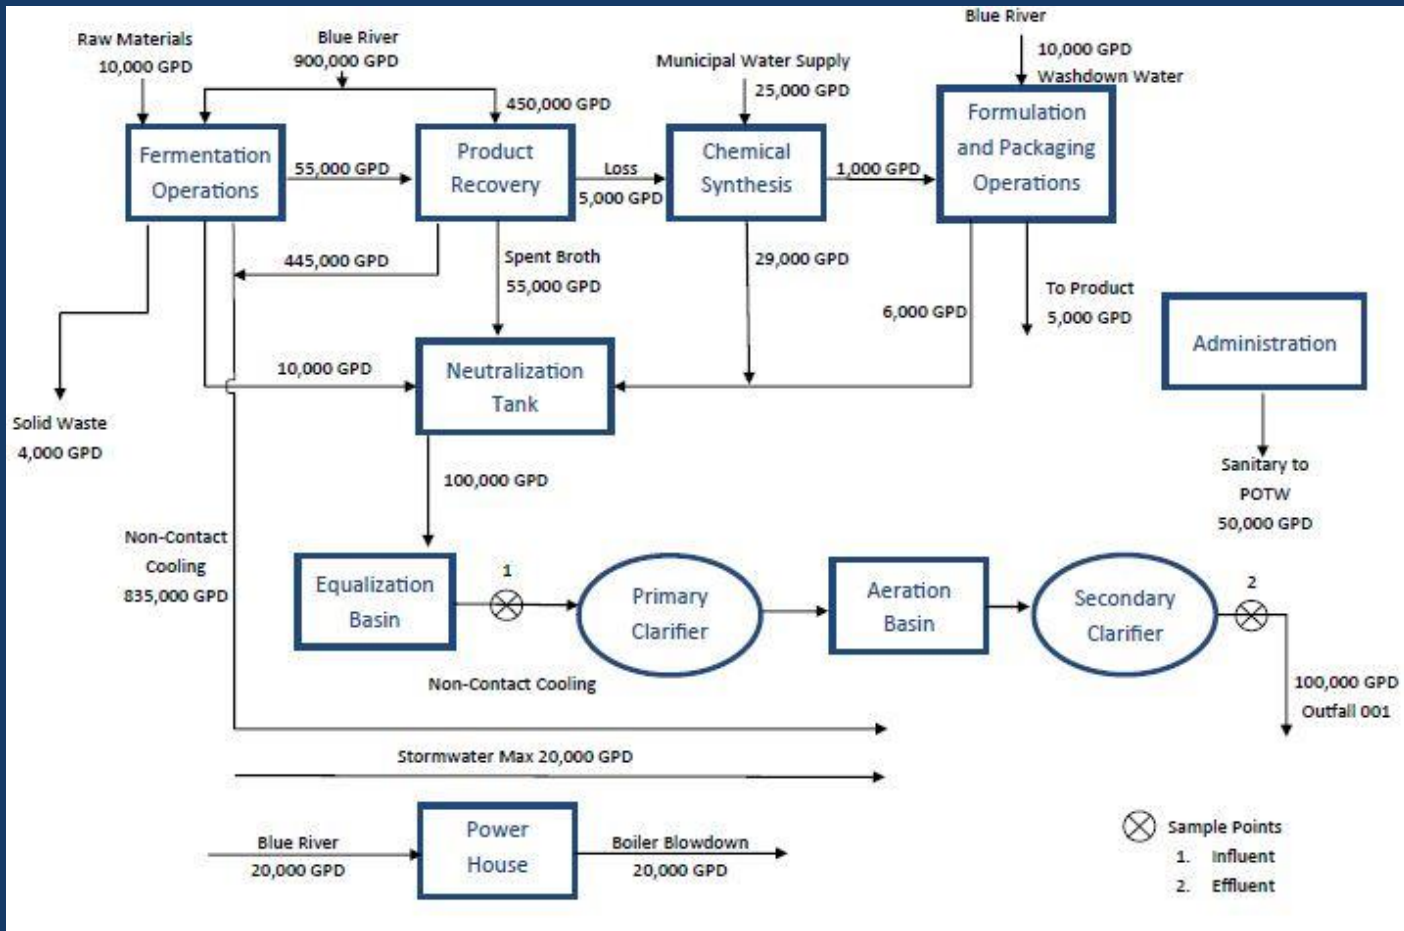 Raw Materials
10,000 GPD
Blue River
900,000 GPD
450,000 GPD
Municipal Water Supply
25,000 GPD
Blue River
10,000 GPD
Washdown Water
Fermentation
Operations
55,000 GPD
Product
Recovery
Loss
5,000 GPD
Chemical
Synthesis
1,000 GPD
Formulation
and Packaging
Operations
445,000 GPD
Spent Broth
55,000 GPD
29,000 GPD
6,000 GPD
To Product
5,000 GPD
Administration
10,000 GPD
Neutralization
Tank
Solid Waste
4,000 GPD
Sanitary to
POTW
50,000 GPD
100,000 GPD
Non-Contact
Cooling
835,000 GPD
Equalization
Basin
1
Primary
Clarifier
Aeration
Basin
Secondary
Clarifier
2
100,000 GPD
Outfall 001
Non-Contact Cooling
Stormwater Max 20,000 GPD
Blue River
20,000 GPD
Power
House
Boiler Blowdown
20,000 GPD
Sample Points
1. Influent
2. Effluent